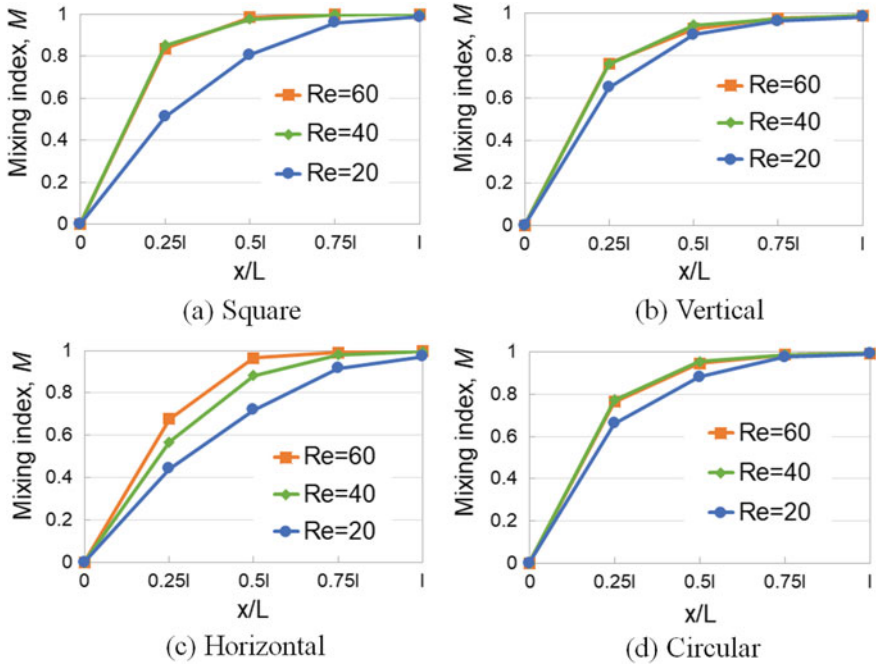 Mixing index, M
1
0.8
0.6
0.4
0.2
0
Re=60
Re=40
Re=20
0 0.25l 0.5l 0.75l l
x/L
(a) Square
Mixing index, M
1
0.8
0.6
0.4
0.2
0
Re=60
Re=40
Re=20
0 0.25l 0.5l 0.75l l
x/L
(b) Vertical
Mixing index, M
1
0.8
0.6
0.4
0.2
0
Re=60
Re=40
Re=20
0 0.25l 0.5l 0.75l l
x/L
(c) Horizontal
Mixing index, M
1
0.8
0.6
0.4
0.2
0
Re=60
Re=40
Re=20
0 0.25l 0.5l 0.75l l
x/L
(d) Circular